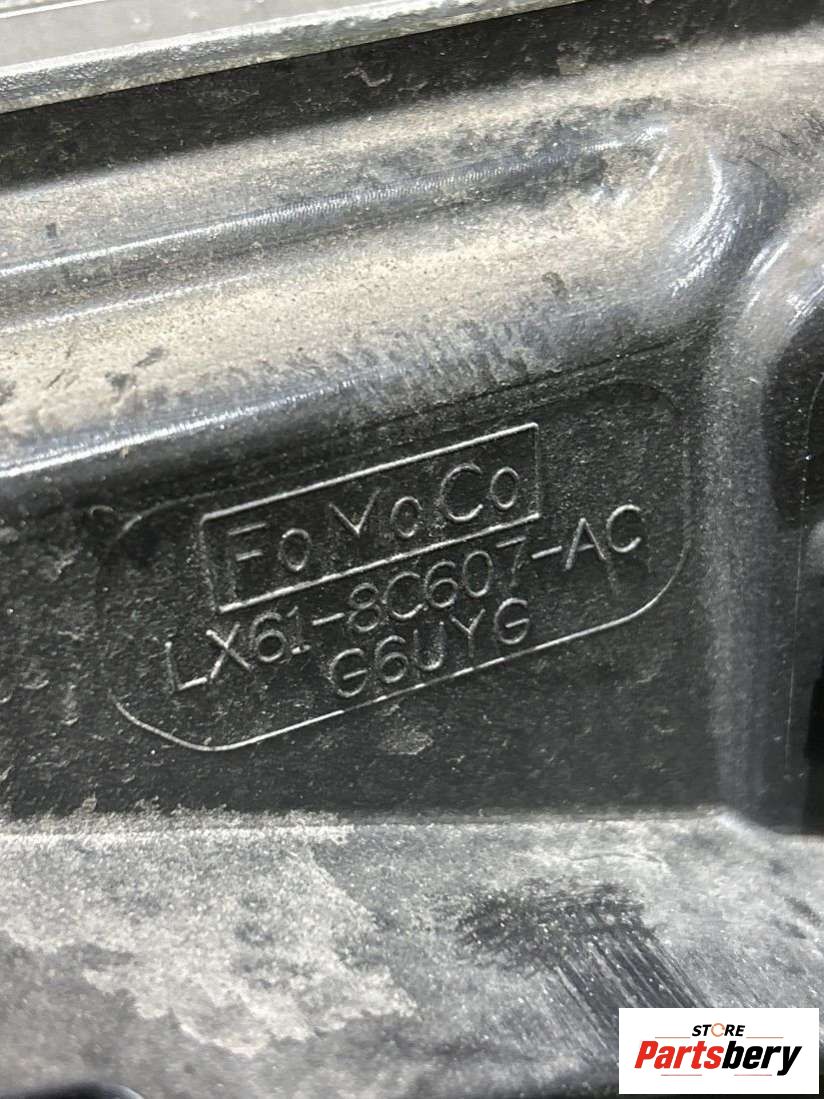 FoMoCo
LX61-8C607-AC
G6UYG
STORE
Partsbery